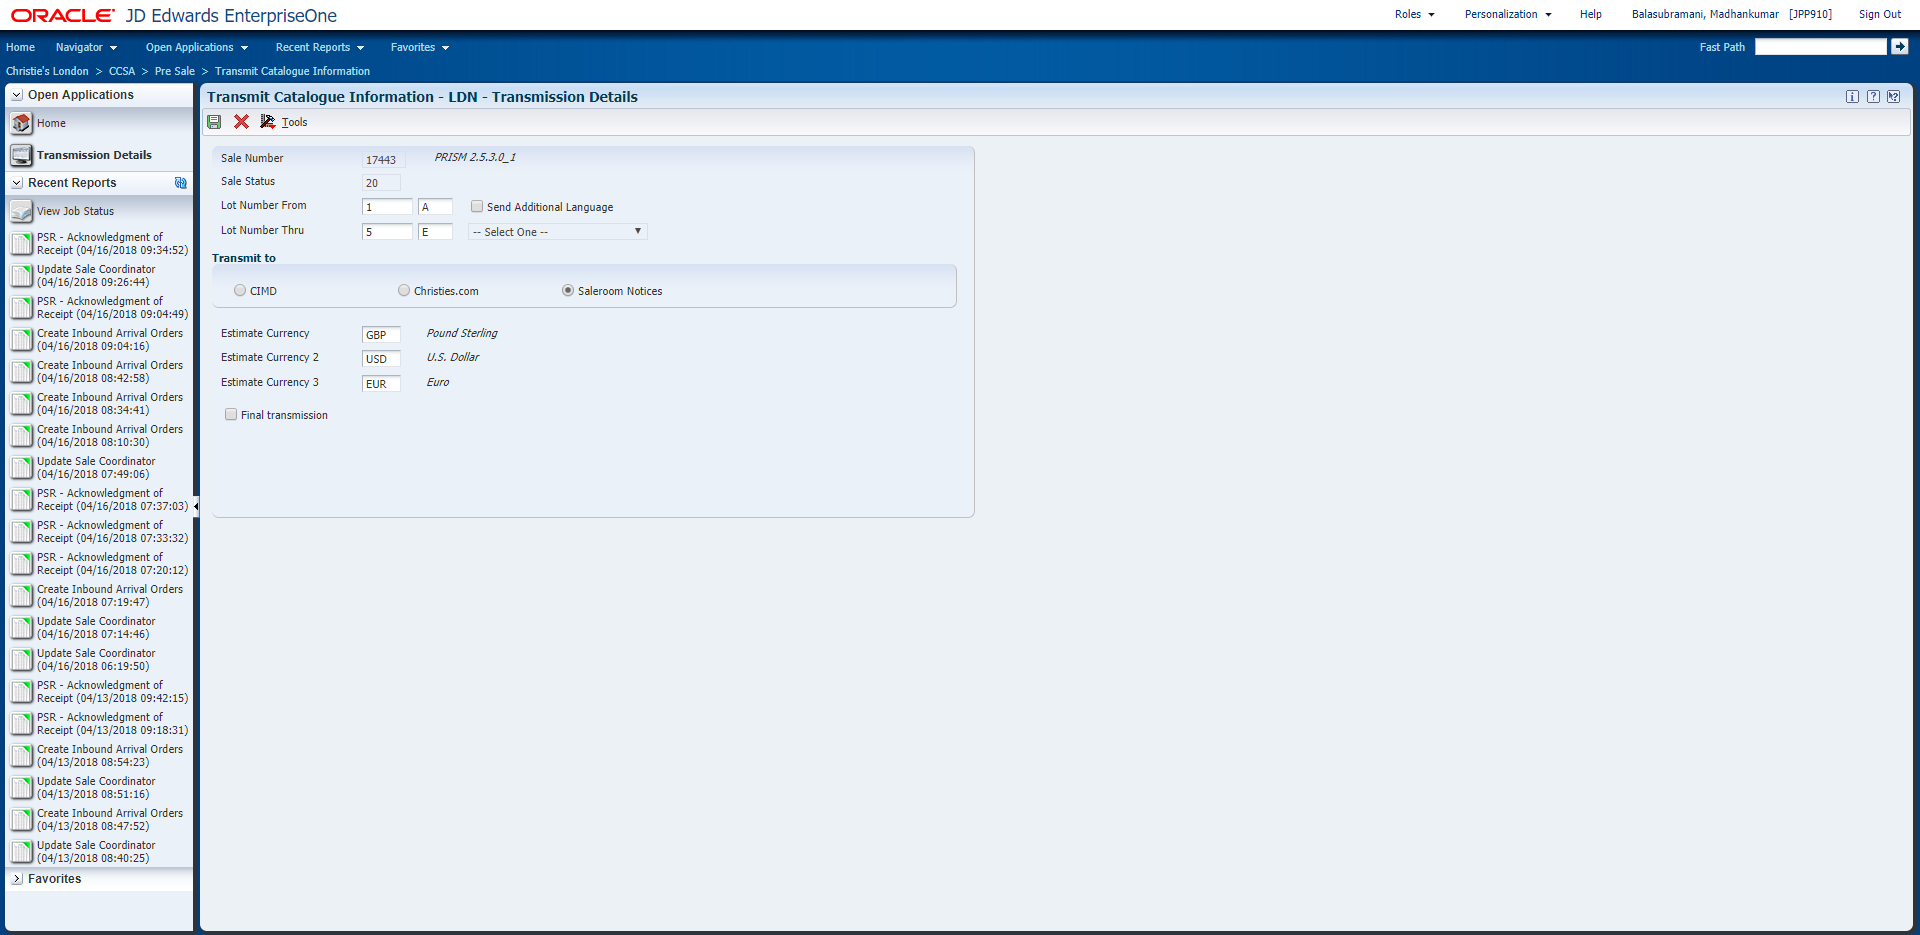 ORACLE JD Edwards EnterpriseOne
Roles Personalization Help Balasubramani, Madhankumar [JPP910] Sign Out
Home Navigator Open Applications Recent Reports Favorites Fast Path
Christie's London > CCSA > Pre Sale > Transmit Catalogue Information
Open Applications
Home
Transmission Details
Recent Reports
View Job Status
PSR - Acknowledgment of
Receipt (04/16/2018 09:34:52)
Update Sale Coordinator
(04/16/2018 09:26:44)
PSR - Acknowledgment of
Receipt (04/16/2018 09:04:49)
Create Inbound Arrival Orders
(04/16/2018 09:04:16)
Create Inbound Arrival Orders
(04/16/2018 08:42:58)
Create Inbound Arrival Orders
(04/16/2018 08:34:41)
Create Inbound Arrival Orders
(04/16/2018 08:10:30)
Update Sale Coordinator
(04/16/2018 07:49:06)
PSR - Acknowledgment of
Receipt (04/16/2018 07:37:03)
PSR - Acknowledgment of
Receipt (04/16/2018 07:33:32)
PSR - Acknowledgment of
Receipt (04/16/2018 07:20:12)
Create Inbound Arrival Orders
(04/16/2018 07:19:47)
Update Sale Coordinator
(04/16/2018 07:14:46)
Update Sale Coordinator
(04/16/2018 06:19:50)
PSR - Acknowledgment of
Receipt (04/13/2018 09:42:15)
PSR - Acknowledgment of
Receipt (04/13/2018 09:18:31)
Create Inbound Arrival Orders
(04/13/2018 08:54:23)
Update Sale Coordinator
(04/13/2018 08:51:16)
Create Inbound Arrival Orders
(04/13/2018 08:47:52)
Update Sale Coordinator
(04/13/2018 08:40:25)
Favorites
Transmit Catalogue Information - LDN - Transmission Details
Tools
Sale Number 17443 PRISM 2.5.3.0_1
Sale Status 20
Lot Number From 1 A Send Additional Language
Lot Number Thru 5 E -- Select One --
Transmit to
CIMD Christies.com Saleroom Notices
Estimate Currency GBP Pound Sterling
Estimate Currency 2 USD U.S. Dollar
Estimate Currency 3 EUR Euro
Final transmission